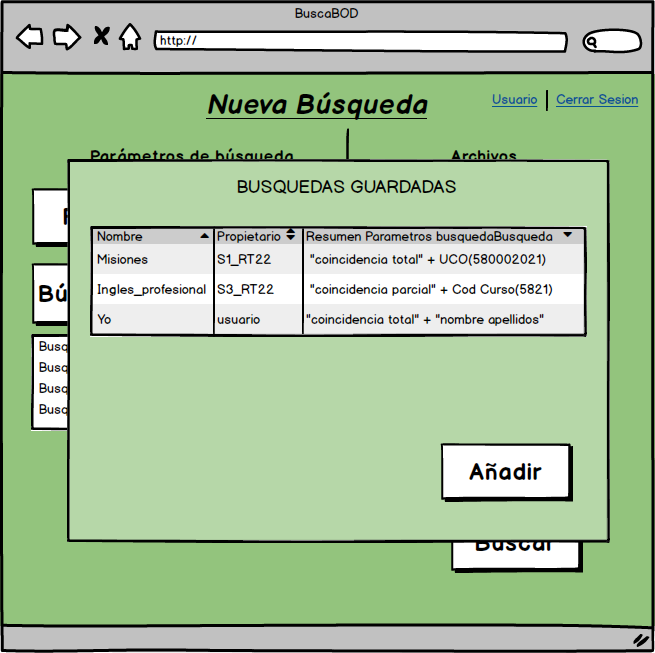 BuscaBOD
http://
Nueva Búsqueda
Usuario
Cerrar Sesion
Parámetros de búsqueda
Archivos
BUSQUEDAS GUARDADAS
Nombre Propietario Resumen Parametros busquedaBusqueda
Misiones S1_RT22 "coincidencia total" + UCO(580002021)
Ingles_profesional S3_RT22 "coincidencia parcial" + Cod Curso(5821)
Yo usuario "coincidencia total" + "nombre apellidos"
Bú
Busq
Busq
Busq
Busq
Añadir
Buscar